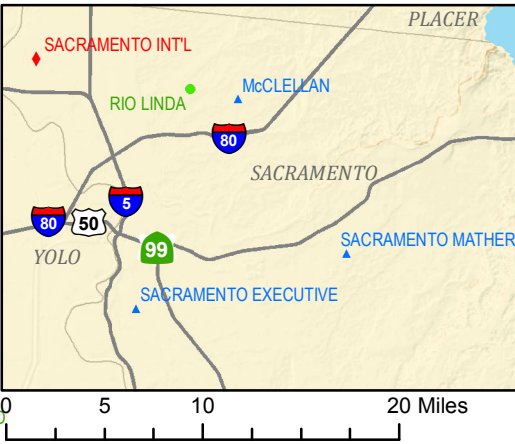 PLACER
SACRAMENTO INT'L
McCLELLAN
RIO LINDA
80
SACRAMENTO
5
80
50
99
YOLO
SACRAMENTO MATHER
SACRAMENTO EXECUTIVE
0 5 10 20 Miles